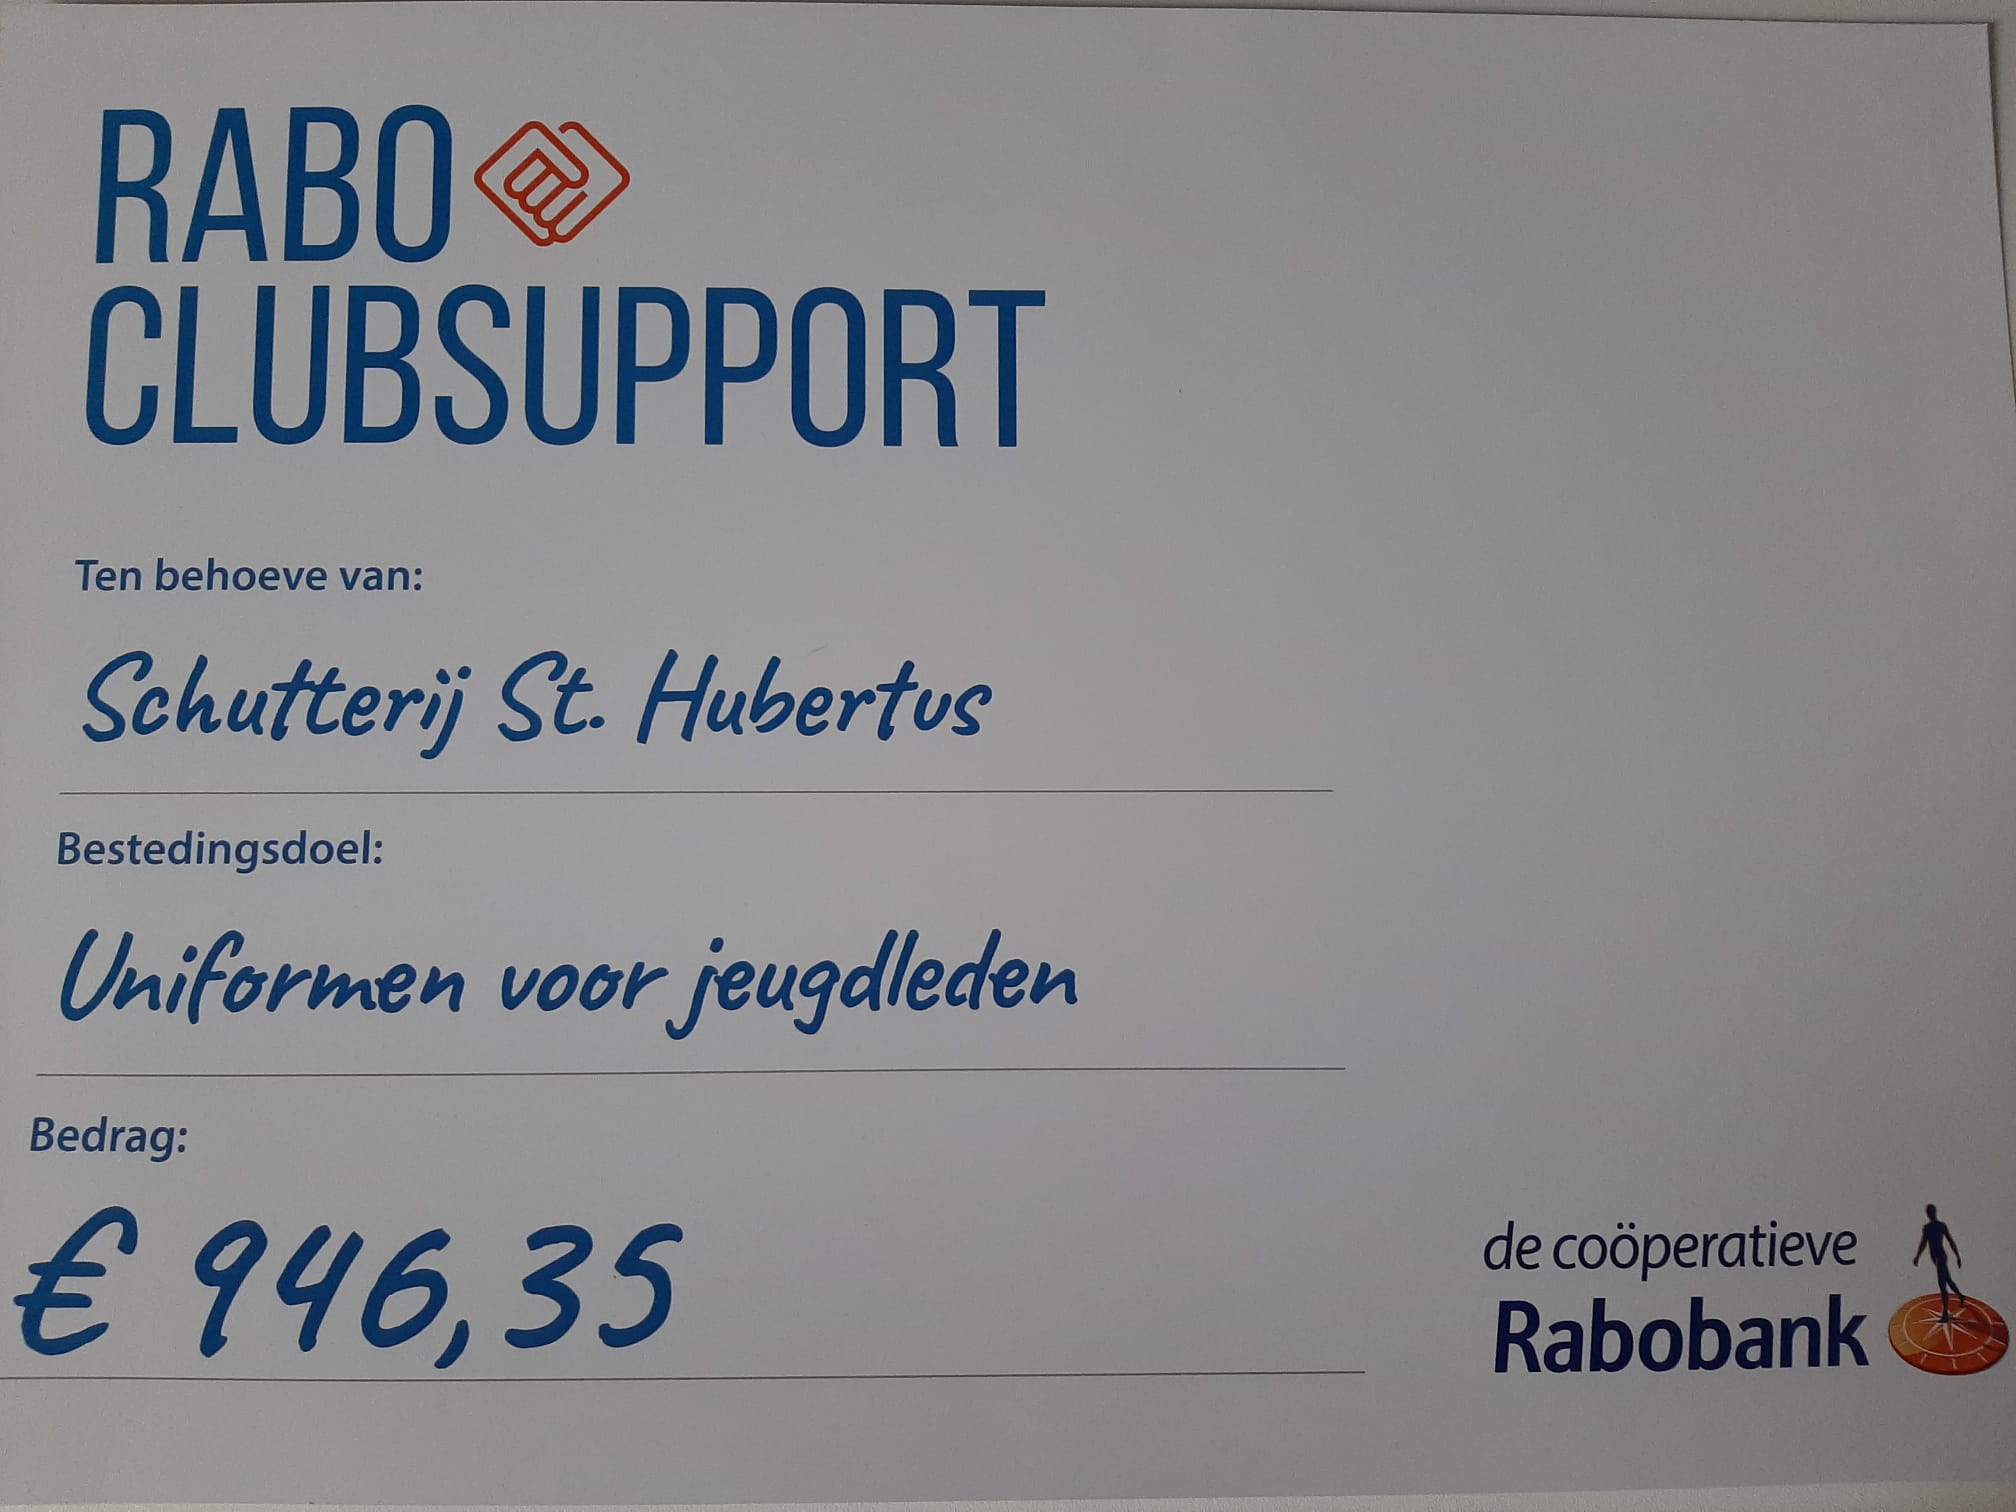 RABO
CLUBSUPPORT
Ten behoeve van:
Schutterij St. Hubertus
Bestedingsdoel:
Uniformen voor jeugdleden
Bedrag:
€ 946,35
de coöperatieve
Rabobank